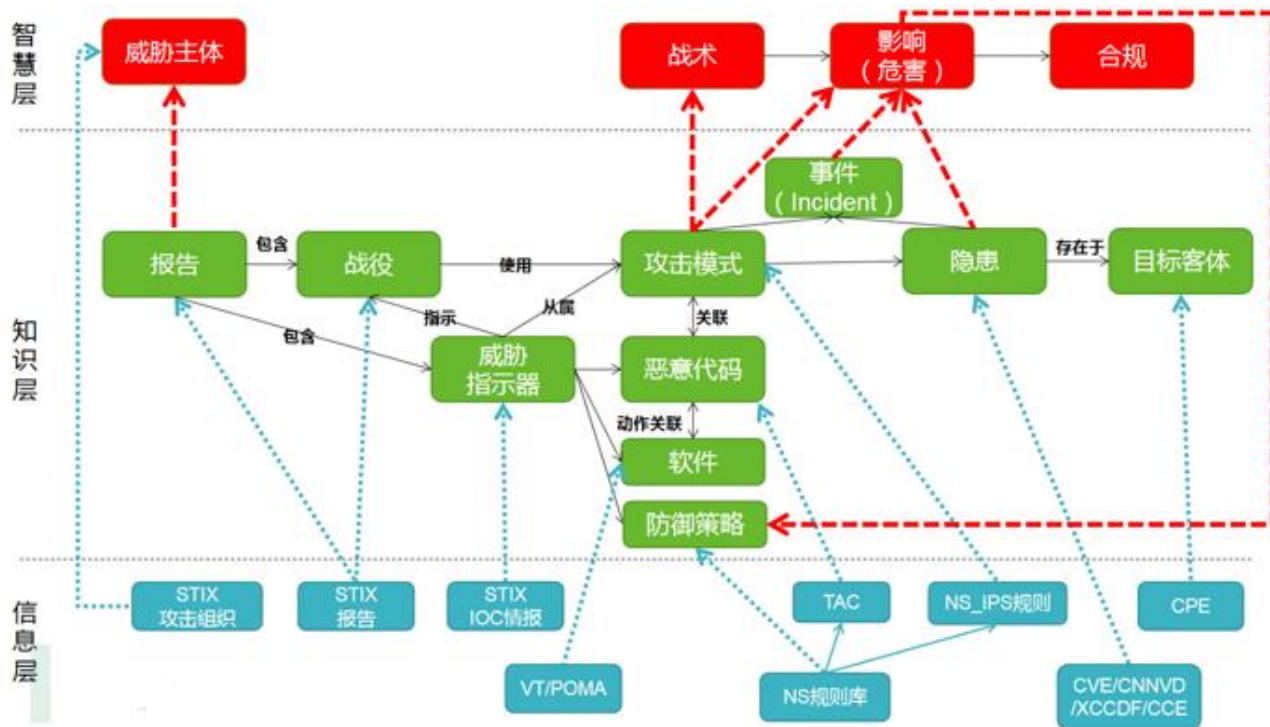 智慧层
威胁主体
战术
影响
（危害）
合规
事件
（Incident）
报告
包含
战役
使用
攻击模式
隐患
存在于
目标客体
知识层
包含
指示
从属
关联
威胁
指示器
恶意代码
动作关联
软件
防御策略
信息层
STIX
攻击组织
STIX
报告
STIX
IOC情报
TAC
NS_IPS规则
CPE
VT/POMA
NS规则库
CVE/CNNVD
/XCCDF/CCE